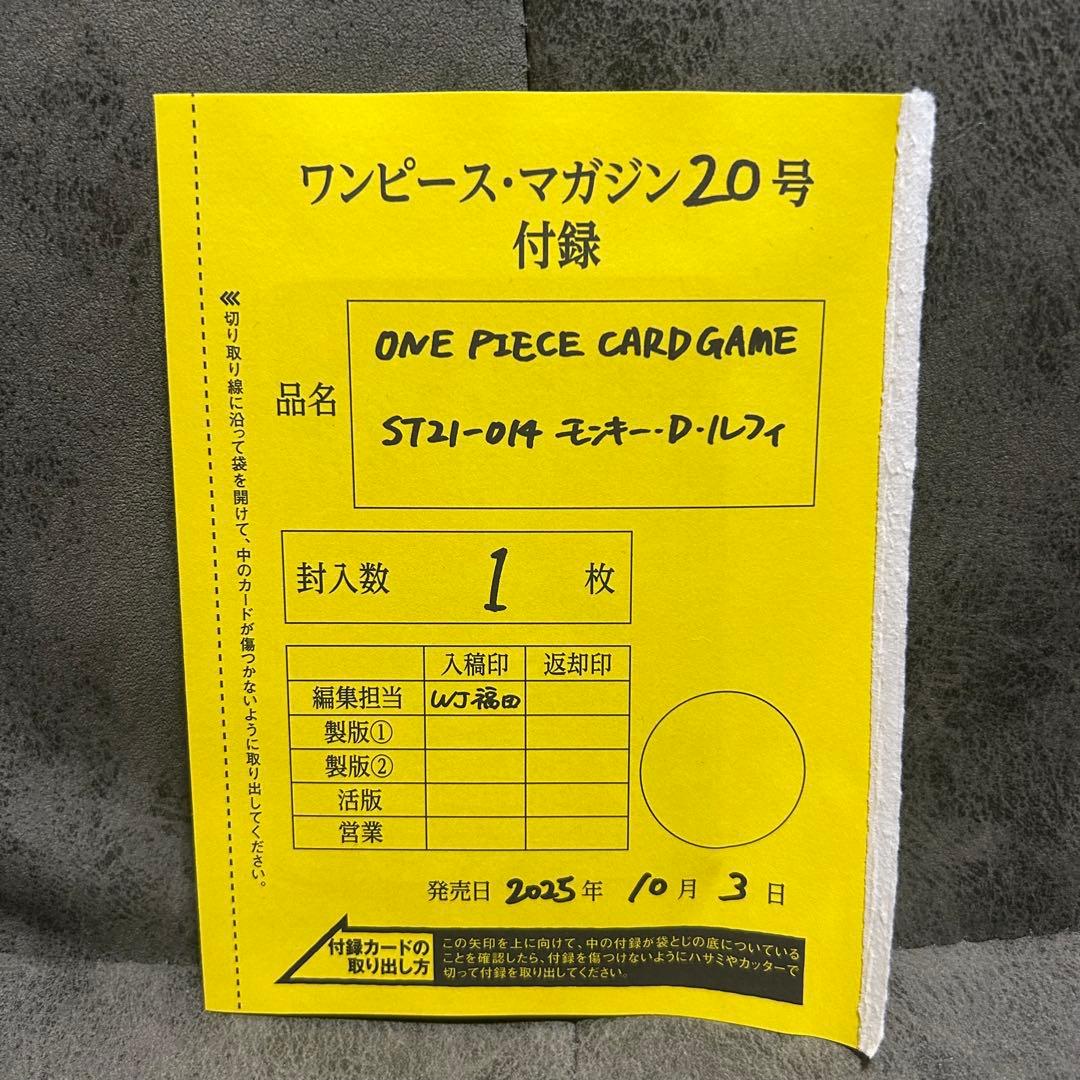 ワンピース・マガジン20号
付録
品名
ONE PIECE CARD GAME
ST21-014 モンキー・D・ルフィ
封入数 1 枚
入稿印 返却印
編集担当 WJ福田
製版①
製版②
活版
営業
発売日 2025年 10月 3日
付録カードの
取り出し方
この矢印を上に向けて、中の付録が袋とじの底についている
ことを確認したら、付録を傷つけないようにハサミやカッターで
切って付録を取り出してください。
切り取り線に沿って袋を開けて、中のカードが傷つかないように取り出してください。